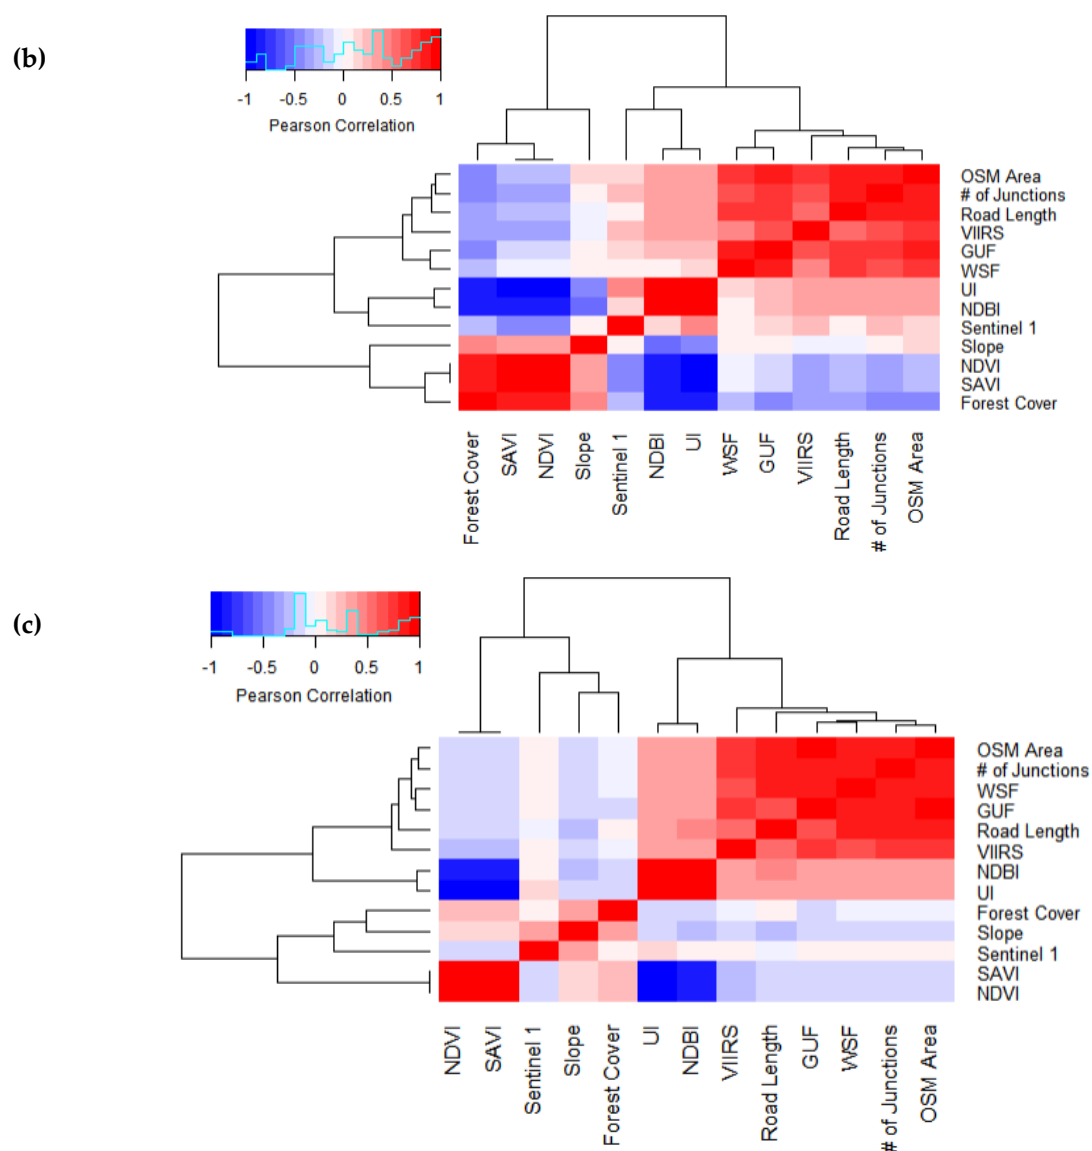 (b)
-1 -0.5 0 0.5 1
Pearson Correlation
OSM Area
# of Junctions
Road Length
VIIRS
GUF
WSF
UI
NDBI
Sentinel 1
Slope
NDVI
SAVI
Forest Cover
Forest Cover
SAVI
NDVI
Slope
Sentinel 1
NDBI
UI
WSF
GUF
VIIRS
Road Length
# of Junctions
OSM Area
(c)
-1 -0.5 0 0.5 1
Pearson Correlation
OSM Area
# of Junctions
WSF
GUF
Road Length
VIIRS
NDBI
UI
Forest Cover
Slope
Sentinel 1
SAVI
NDVI
NDVI
SAVI
Sentinel 1
Slope
Forest Cover
UI
NDBI
VIIRS
Road Length
GUF
WSF
# of Junctions
OSM Area